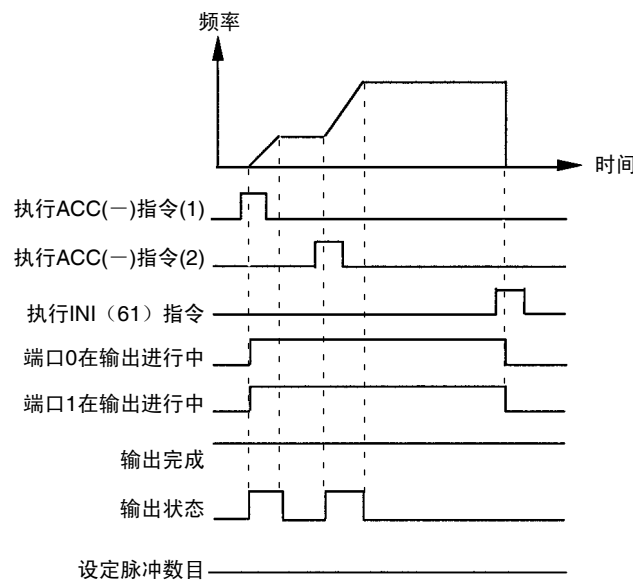 频率
时间
执行ACC(—)指令(1)
执行ACC(—)指令(2)
执行INI（61）指令
端口0在输出进行中
端口1在输出进行中
输出完成
输出状态
设定脉冲数目